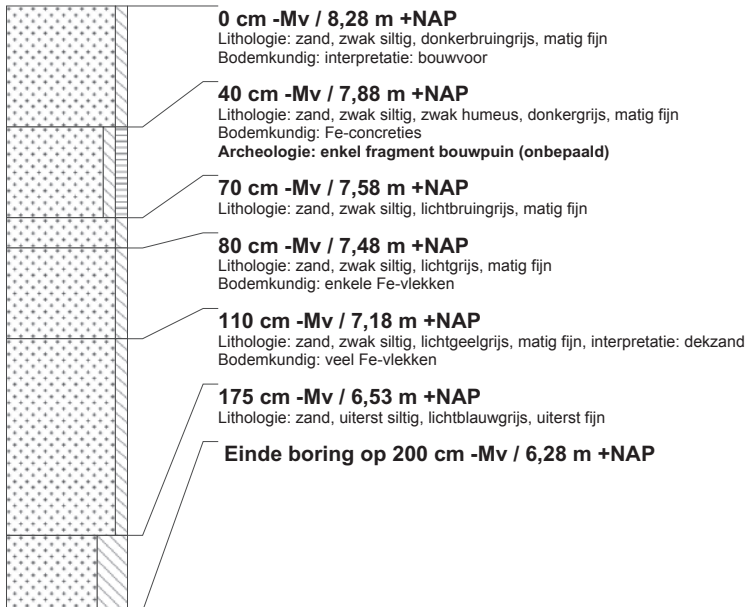 0 cm -Mv / 8,28 m +NAP
Lithologie: zand, zwak siltig, donkerbruingrijs, matig fijn
Bodemkundig: interpretatie: bouwvoor
40 cm -Mv / 7,88 m +NAP
Lithologie: zand, zwak siltig, zwak humeus, donkergrijs, matig fijn
Bodemkundig: Fe-concreties
Archeologie: enkel fragment bouwpuin (onbepaald)
70 cm -Mv / 7,58 m +NAP
Lithologie: zand, zwak siltig, lichtbruingrijs, matig fijn
80 cm -Mv / 7,48 m +NAP
Lithologie: zand, zwak siltig, lichtgrijs, matig fijn
Bodemkundig: enkele Fe-vlekken
110 cm -Mv / 7,18 m +NAP
Lithologie: zand, zwak siltig, lichtgeelgrijs, matig fijn, interpretatie: dekzand
Bodemkundig: veel Fe-vlekken
175 cm -Mv / 6,53 m +NAP
Lithologie: zand, uiterst siltig, lichtblauwgrijs, uiterst fijn
Einde boring op 200 cm -Mv / 6,28 m +NAP